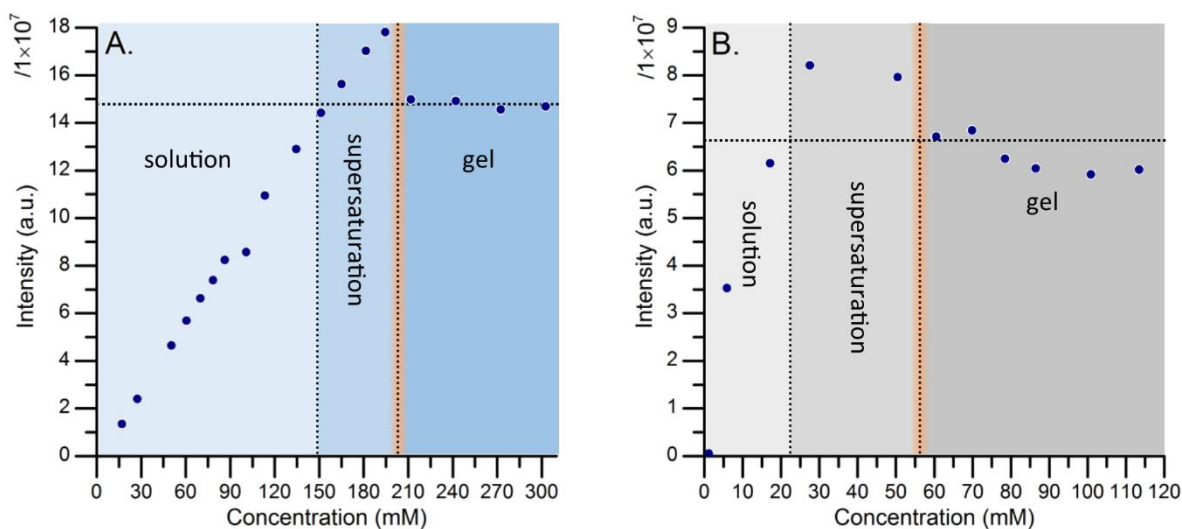 A.
/1×10⁷
18
16
14
12
10
8
6
4
2
0
Intensity (a.u.)
solution
supersaturation
gel
0 30 60 90 120 150 180 210 240 270 300
Concentration (mM)
B.
/1×10⁷
9
8
7
6
5
4
3
2
1
0
Intensity (a.u.)
solution
supersaturation
gel
0 10 20 30 40 50 60 70 80 90 100 110 120
Concentration (mM)